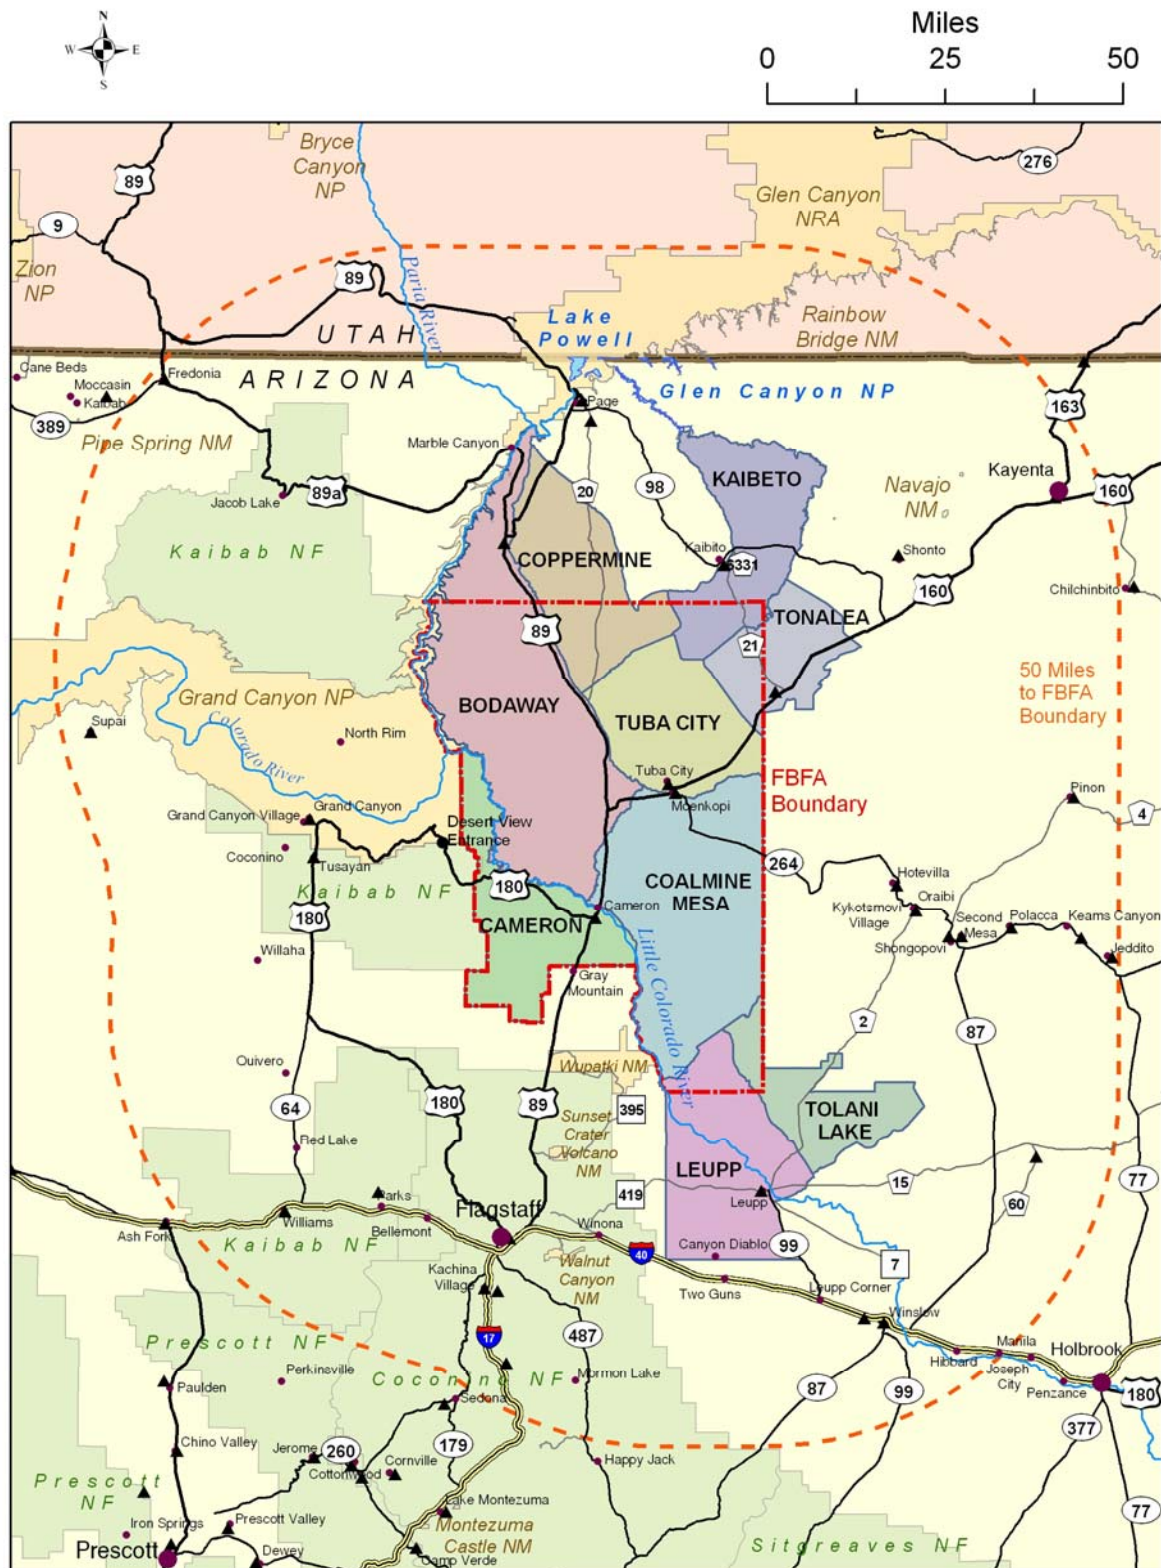 N
W E
S
Miles
0 25 50
Bryce
Canyon
NP
276
89
Glen Canyon
NRA
9
Zion
NP
89
Paria River
Lake
Powell
Rainbow
Bridge NM
UTAH
ARIZONA
Cane Beds
Moccasin
Kaibab
Fredonia
Glen Canyon NP
Page
163
389
Pipe Spring NM
Marble Canyon
KAIBETO
Kayenta
89a
Jacob Lake
20
98
Navajo
NM
160
Kaibab NF
COPPERMINE
Kaibito
6331
Shonto
160
Chilchinbito
89
TONALEA
21
50 Miles
to FBFA
Boundary
Grand Canyon NP
BODAWAY
TUBA CITY
Supai
Colorado River
North Rim
Tuba City
Moenkopi
FBFA
Boundary
Pinon
4
Grand Canyon Village
Grand Canyon
Desert View
Entrance
Coconino
Tusayan
Kaibab NF
180
264
COALMINE
MESA
Hotevilla
Oraibi
Kykotsmovi
Village
Second
Mesa
Polacca
Keams Canyon
Shongopovi
Jeddito
180
Cameron
CAMERON
Willaha
Gray
Mountain
Little Colorado River
2
87
Quivero
Wupatki NM
64
180
89
395
Sunset
Crater
Volcano
NM
TOLANI
LAKE
Red Lake
LEUPP
419
15
77
Leupp
60
Parks
Flagstaff
Williams
Bellemont
Ash Fork
Kaibab NF
Winona
40
Canyon Diablo
99
7
Kachina
Village
Walnut
Canyon
NM
Two Guns
Leupp Corner
Winslow
17
487
Prescott NF
Manila
Holbrook
Hibbard
Joseph
City
Penzance
180
Perkinsville
Coconino NF
Mormon Lake
Paulden
Sedona
87
99
377
Chino Valley
Jerome
260
179
Cottonwood
Cornville
Happy Jack
Prescott
NF
Lake Montezuma
77
Iron Springs
Prescott Valley
Montezuma
Castle NM
Prescott
Dewey
Camp Verde
Sitgreaves NF